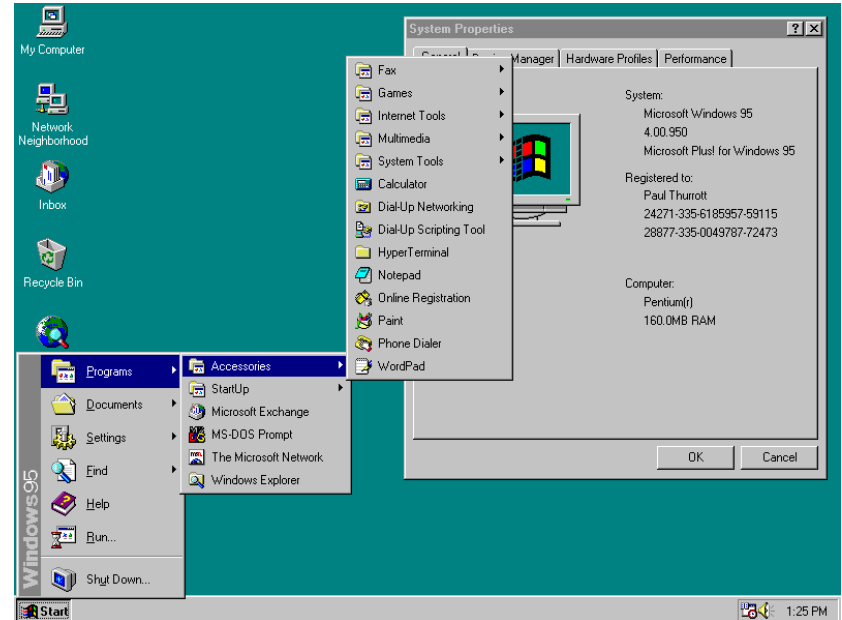 My Computer
Network
Neighborhood
Inbox
Recycle Bin
System Properties
Manager
Hardware Profiles
Performance
System:
Microsoft Windows 95
4.00.950
Microsoft Plus! for Windows 95
Registered to:
Paul Thurrott
24271-335-6185957-59115
28877-335-0049787-72473
Computer:
Pentium(r)
160.0MB RAM
OK
Cancel
Fax
Games
Internet Tools
Multimedia
System Tools
Calculator
Dial-Up Networking
Dial-Up Scripting Tool
HyperTerminal
Notepad
Online Registration
Paint
Phone Dialer
WordPad
Accessories
StartUp
Microsoft Exchange
MS-DOS Prompt
The Microsoft Network
Windows Explorer
Programs
Documents
Settings
Find
Help
Run...
Shut Down...
Windows95
Start
1:25 PM